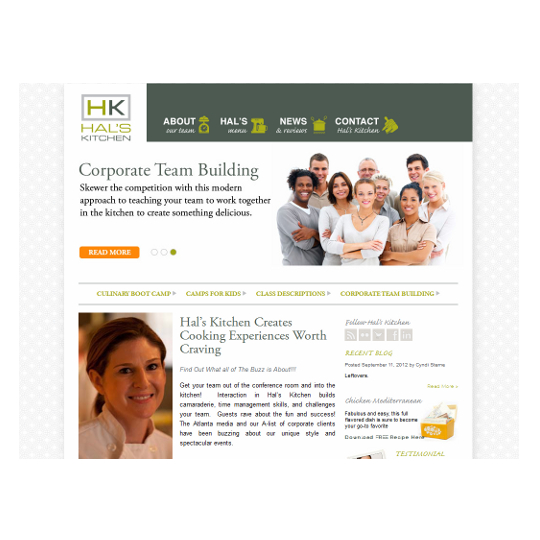 HK
HAL'S
KITCHEN
ABOUT
our team
HAL'S
menu
NEWS
& reviews
CONTACT
Hal's Kitchen
Corporate Team Building
Skewer the competition with this modern
approach to teaching your team to work together
in the kitchen to create something delicious.
READ MORE
CULINARY BOOT CAMP
CAMPS FOR KIDS
CLASS DESCRIPTIONS
CORPORATE TEAM BUILDING
Hal's Kitchen Creates
Cooking Experiences Worth
Craving
Find Out What all of The Buzz is About!!!
Get your team out of the conference room and into the
kitchen! Interaction in Hal's Kitchen builds
camaraderie, time management skills, and challenges
your team. Guests rave about the fun and success!
The Atlanta media and our A-list of corporate clients
have been buzzing about our unique style and
spectacular events.
Follow Hal's Kitchen
RECENT BLOG
Posted September 11, 2012 by Cyndi Sterne
Leftovers.
Read More »
Chicken Mediterranean
Fabulous and easy, this full
flavored dish is sure to become
your go-to favorite
Download FREE Recipe Here
TESTIMONIAL